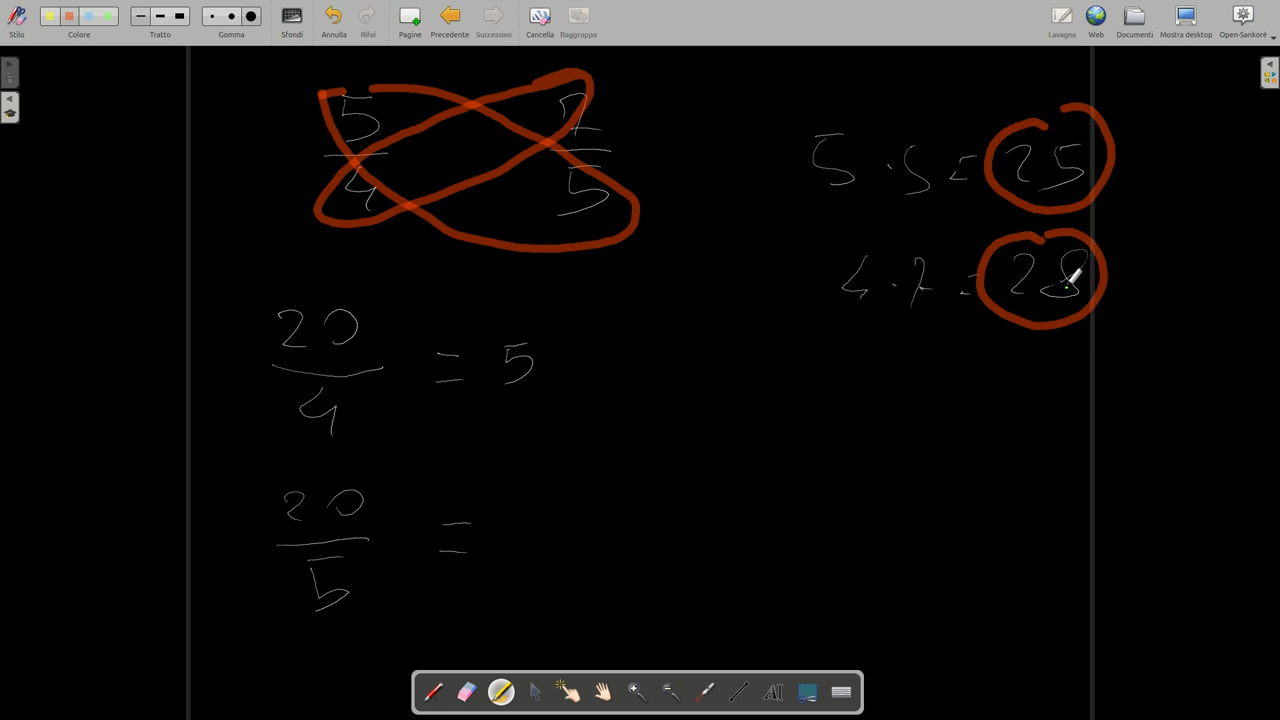 Stilo Colore Tratto Gomma Sfondi Annulla Rifai Pagine Precedente Successivo Cancella Raggruppa Lavagna Web Documenti Mostra desktop Open-Sankoré
5 7
4 5
5 · 5 = 25
4 · 7 = 28
20
4
= 5
20
5
=
AI